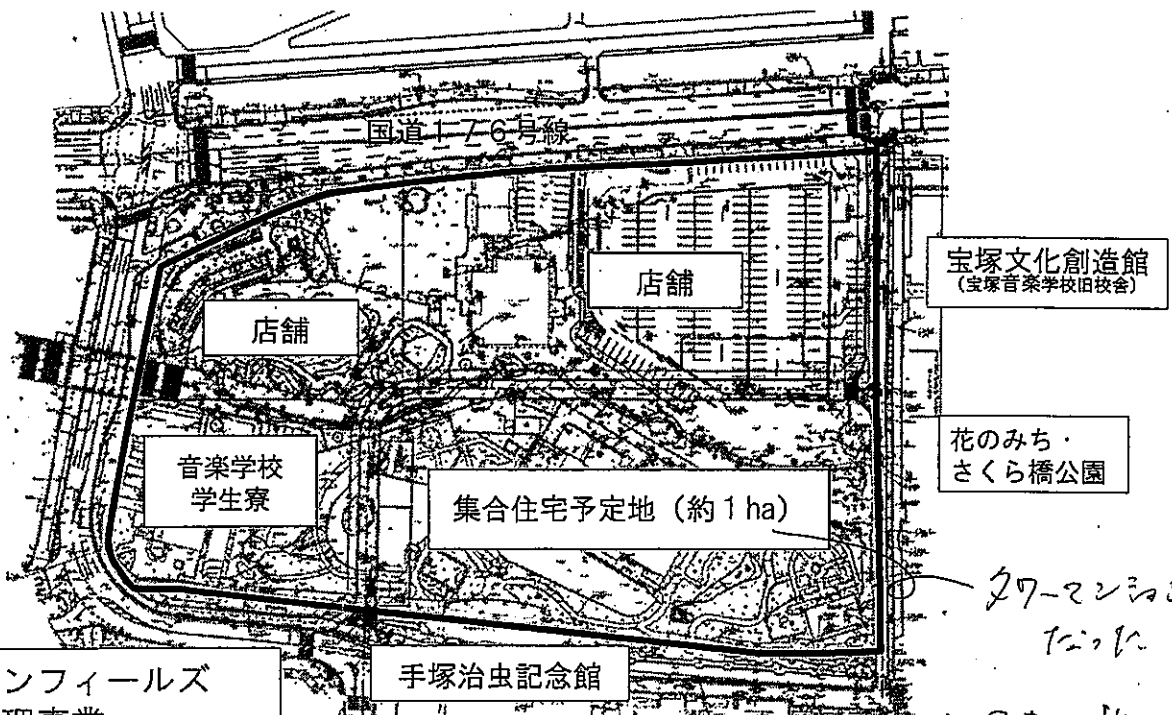 国道176号線
店舗
店舗
宝塚文化創造館
(宝塚音楽学校旧校舎)
音楽学校
学生寮
集合住宅予定地(約1ha)
花のみち・
さくら橋公園
タワーマンション
なった
手塚治虫記念館
ンフィールズ